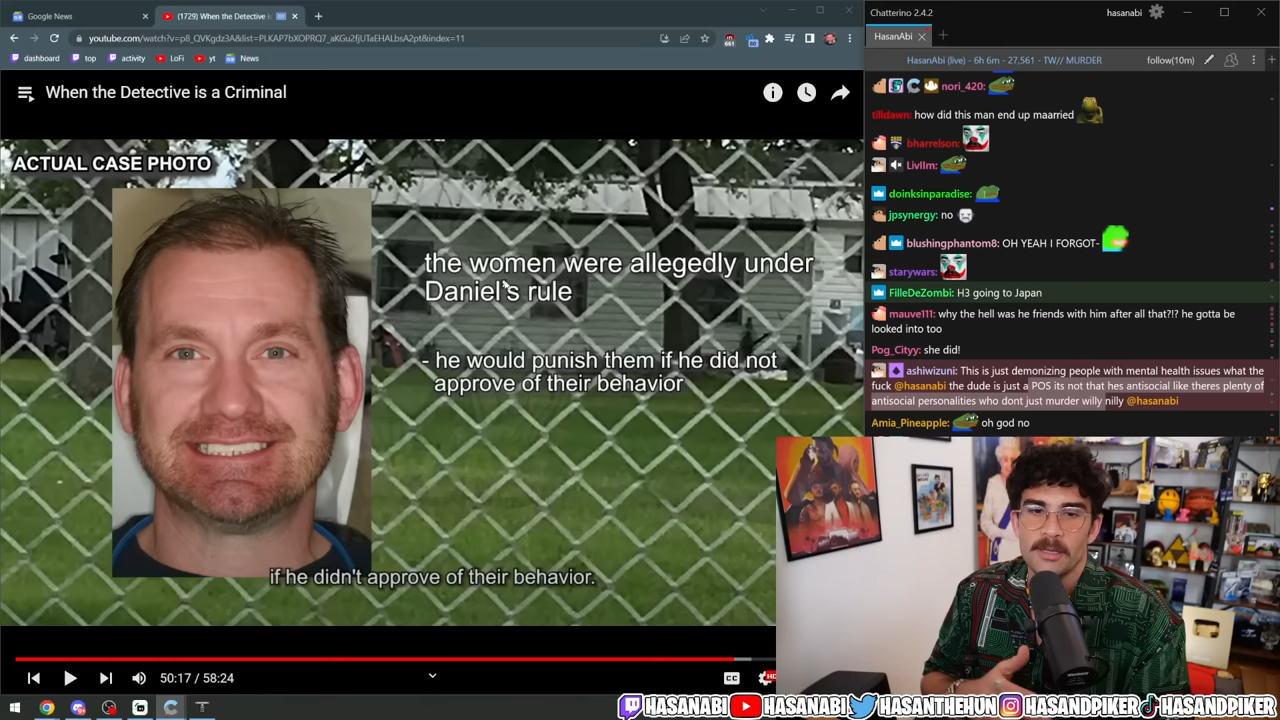 Google News
(1729) When the Detective is
youtube.com/watch?v=p8_QVKgdz3A&list=PLKAP7bXOPRQ7_aKGu2fjUTaEHALbsA2pt&index=11
dashboard
top
activity
LoFi
yt
News
When the Detective is a Criminal
ACTUAL CASE PHOTO
the women were allegedly under
Daniel's rule
- he would punish them if he did not
approve of their behavior
if he didn't approve of their behavior.
50:17 / 58:24
CC
HD
Chatterino 2.4.2
hasanabi
HasanAbi
HasanAbi (live) - 6h 6m - 27,561 - TW// MURDER
follow(10m)
nori_420:
tilldawn: how did this man end up maarried
bharrelson:
LivIIm:
doinksinparadise:
jpsynergy: no
blushingphantom8: OH YEAH I FORGOT-
starywars:
FilleDeZombi: H3 going to Japan
mauve111: why the hell was he friends with him after all that?!? he gotta be
looked into too
Pog_Cityy: she did!
ashiwizuni: This is just demonizing people with mental health issues what the
fuck @hasanabi the dude is just a POS its not that hes antisocial like theres plenty of
antisocial personalities who dont just murder willy nilly @hasanabi
Amia_Pineapple: oh god no
HASANABI HASANABI HASANTHEHUN HASANDPIKER HASANDPIKER